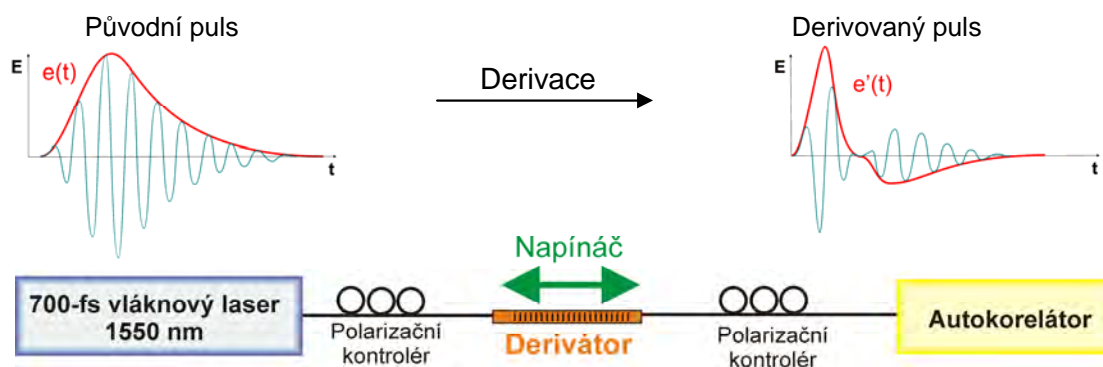 Původní puls
Derivovaný puls
E
e(t)
t
Derivace
E
e'(t)
t
Napínáč
700-fs vláknový laser
1550 nm
Polarizační
kontrolér
Derivátor
Polarizační
kontrolér
Autokorelátor